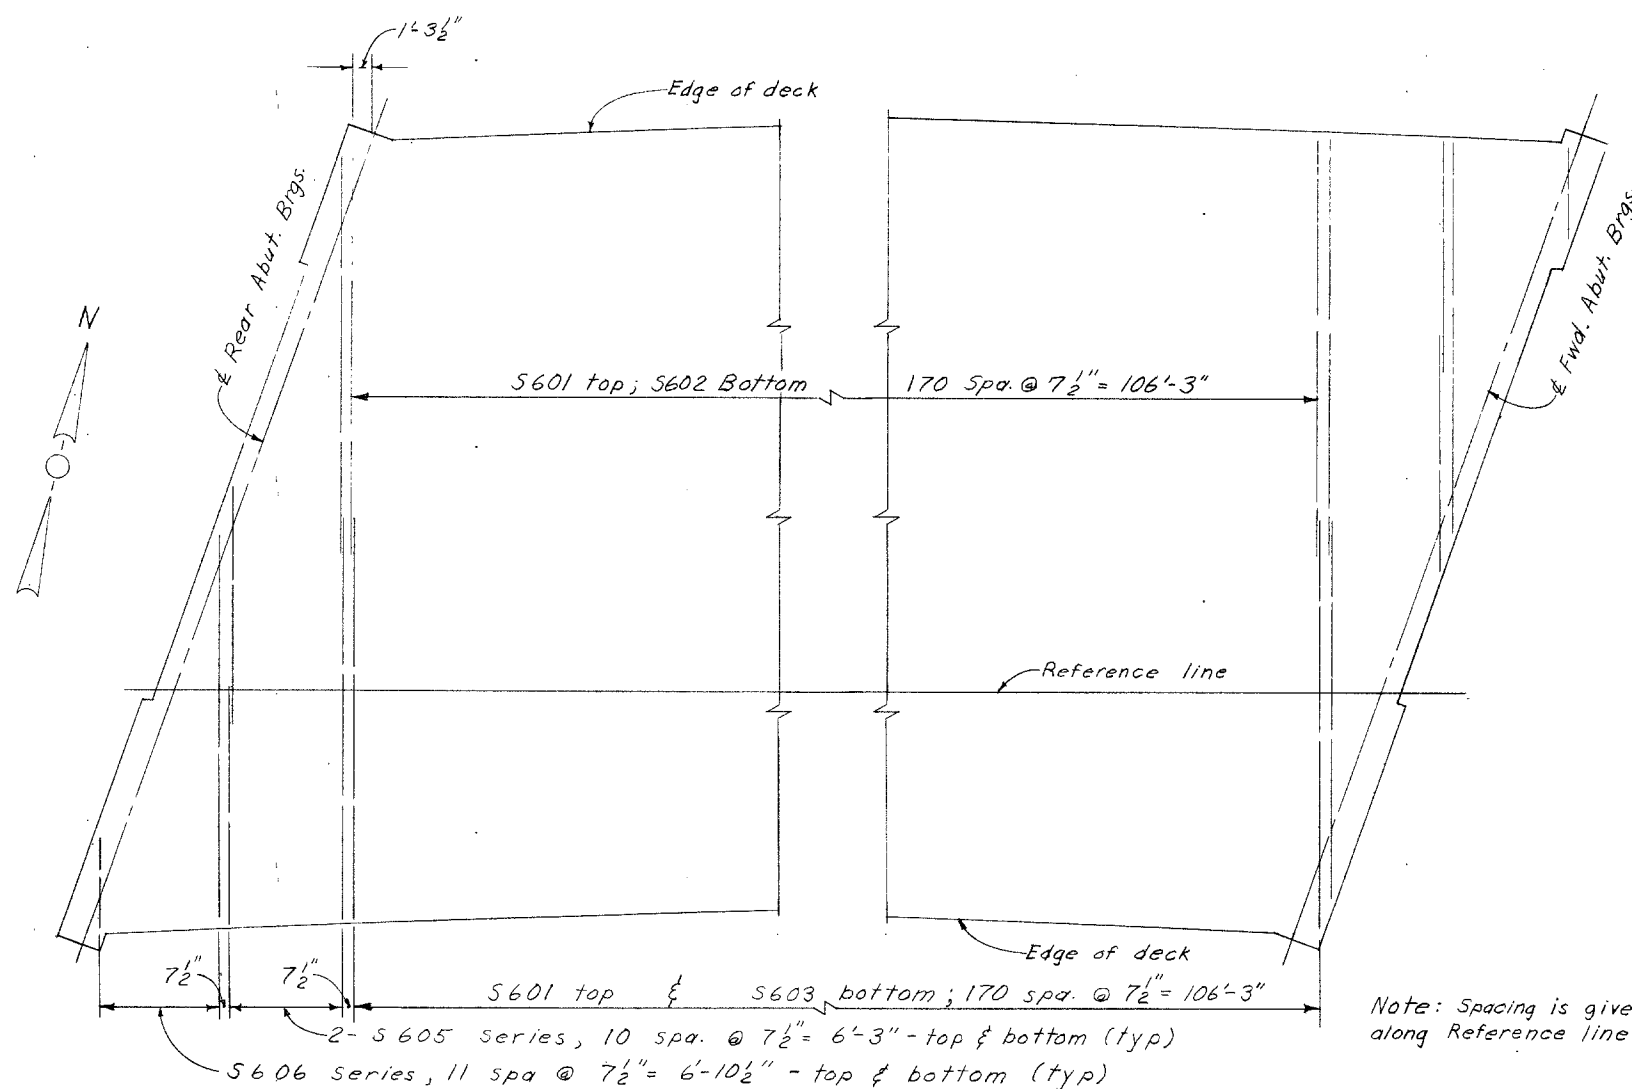 1'-3½"
Edge of deck
℄ Rear Abut. Brgs.
N
℄ Fwd. Abut. Brgs.
S601 top; S602 Bottom 170 Spa. @ 7½" = 106'-3"
Reference line
Edge of deck
7½" 7½"
S601 top & S603 bottom; 170 spa. @ 7½" = 106'-3"
2- S605 series, 10 spa. @ 7½" = 6'-3" - top & bottom (typ)
S606 series, 11 spa @ 7½" = 6'-10½" - top & bottom (typ)
Note: Spacing is give
along Reference line